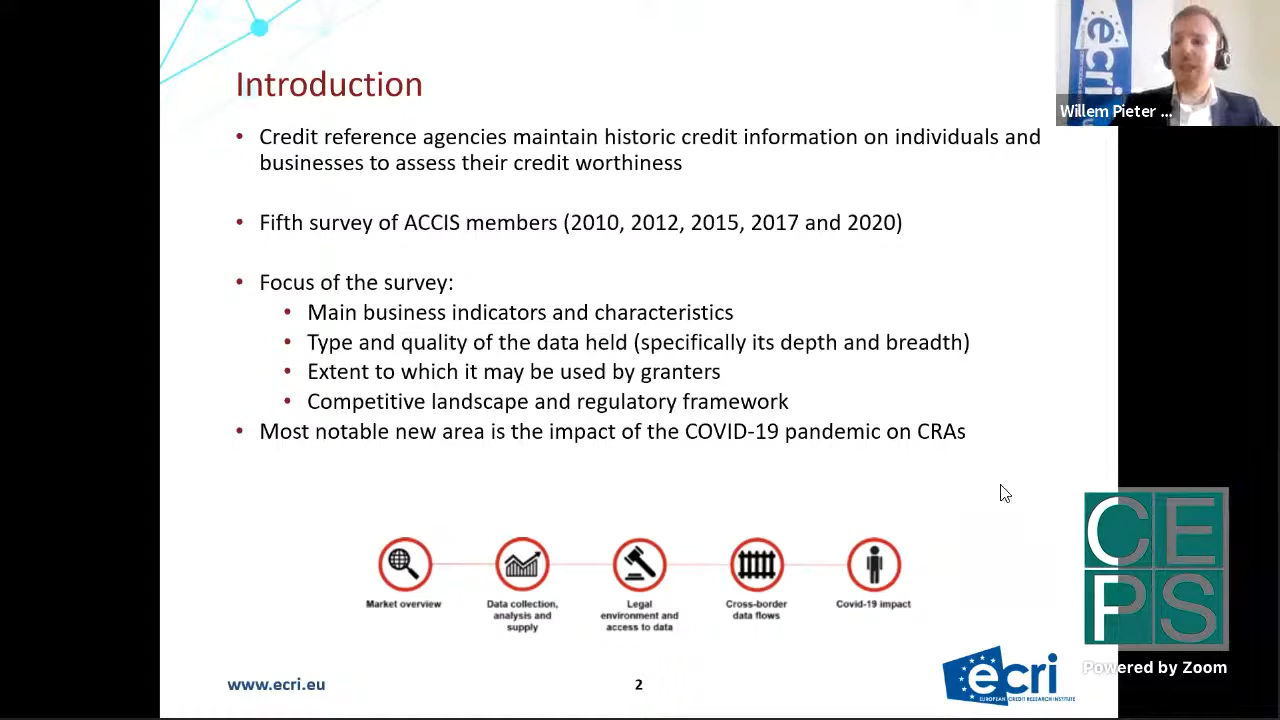 Introduction
• Credit reference agencies maintain historic credit information on individuals and
businesses to assess their credit worthiness
• Fifth survey of ACCIS members (2010, 2012, 2015, 2017 and 2020)
• Focus of the survey:
• Main business indicators and characteristics
• Type and quality of the data held (specifically its depth and breadth)
• Extent to which it may be used by granters
• Competitive landscape and regulatory framework
• Most notable new area is the impact of the COVID-19 pandemic on CRAs
Market overview
Data collection,
analysis and
supply
Legal
environment and
access to data
Cross-border
data flows
Covid-19 impact
www.ecri.eu
2
ecri
EUROPEAN CREDIT RESEARCH INSTITUTE
ecri
Willem Pieter ...
CE
PS
Powered by Zoom